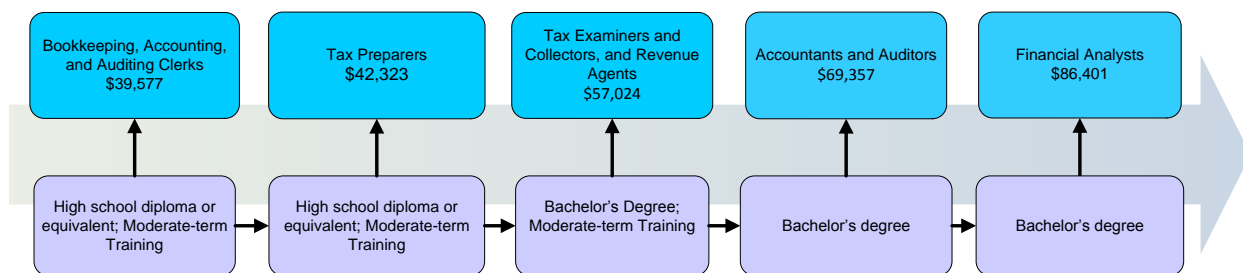 Bookkeeping, Accounting,
and Auditing Clerks
$39,577
Tax Preparers
$42,323
Tax Examiners and
Collectors, and Revenue
Agents
$57,024
Accountants and Auditors
$69,357
Financial Analysts
$86,401
High school diploma or
equivalent; Moderate-term
Training
High school diploma or
equivalent; Moderate-term
Training
Bachelor’s Degree;
Moderate-term Training
Bachelor’s degree
Bachelor’s degree